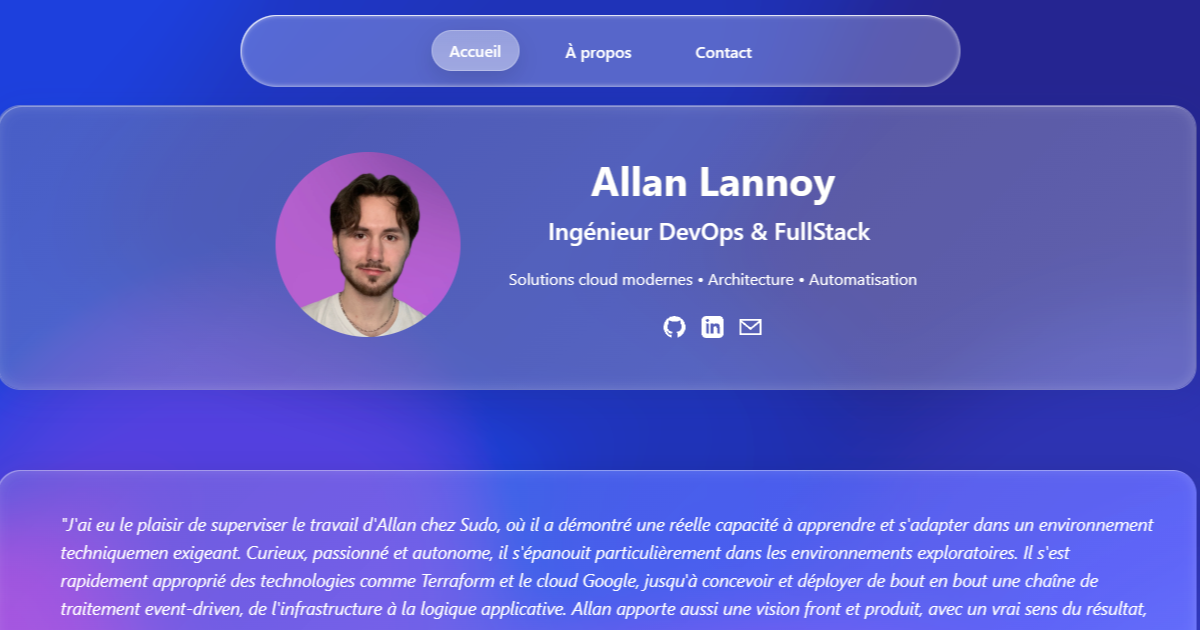 Accueil À propos Contact
Allan Lannoy
Ingénieur DevOps & FullStack
Solutions cloud modernes • Architecture • Automatisation
in
"J'ai eu le plaisir de superviser le travail d'Allan chez Sudo, où il a démontré une réelle capacité à apprendre et s'adapter dans un environnement
techniquemen exigeant. Curieux, passionné et autonome, il s'épanouit particulièrement dans les environnements exploratoires. Il s'est
rapidement approprié des technologies comme Terraform et le cloud Google, jusqu'à concevoir et déployer de bout en bout une chaîne de
traitement event-driven, de l'infrastructure à la logique applicative. Allan apporte aussi une vision front et produit, avec un vrai sens du résultat,